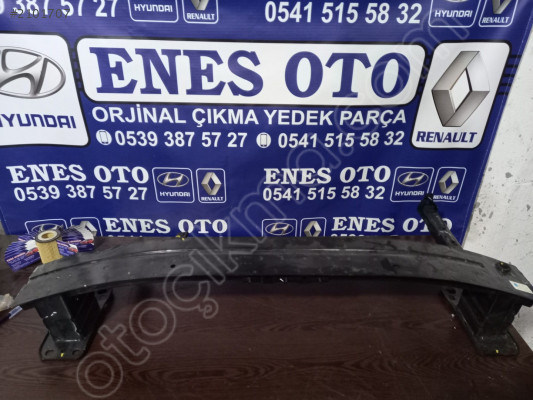 0539 387 57 27
0541 515 58 32
HYUNDAI
RENAULT
ENES OTO
ORJİNAL ÇIKMA YEDEK PARÇA
0539 387 57 27
0541 515 58 32
HYUNDAI
RENAULT
ENES OTO
0539 387 57 27
HYUNDAI
RENAULT
ENES OTO
0541 515 58 32
HYUNDAI
RENAULT
ENES OTO
ENES OTO
otoçıkma.com